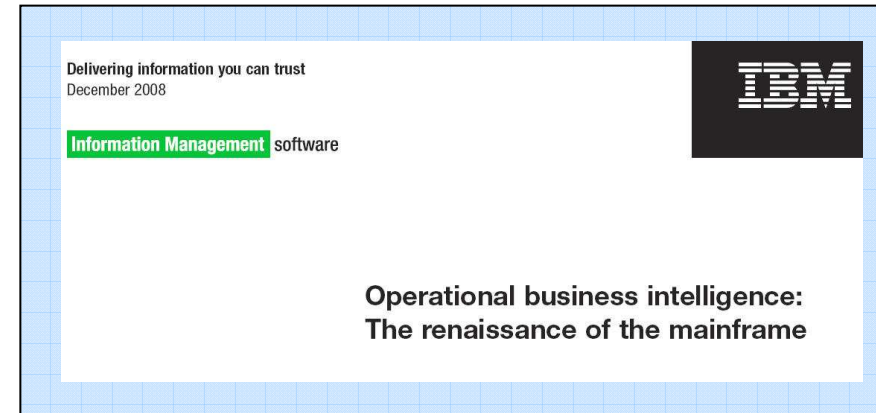 Delivering information you can trust
December 2008
IBM
Information Management software
Operational business intelligence:
The renaissance of the mainframe